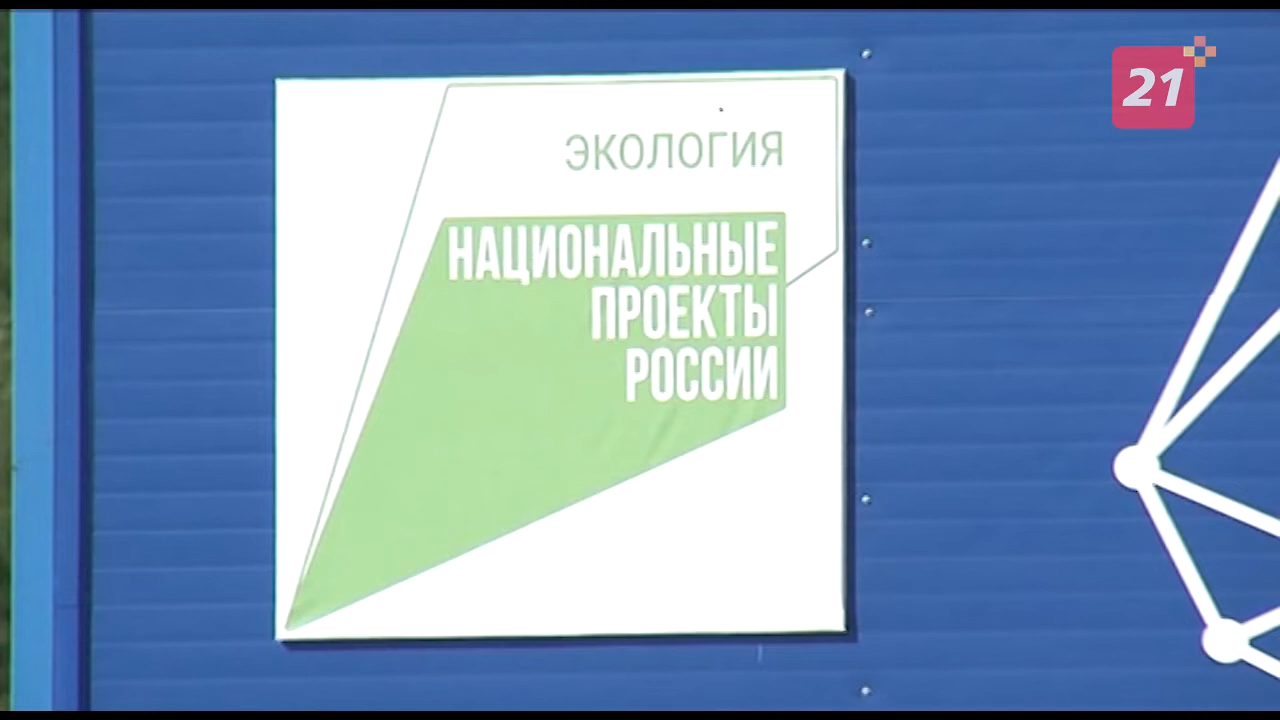 21
ЭКОЛОГИЯ
НАЦИОНАЛЬНЫЕ
ПРОЕКТЫ
РОССИИ